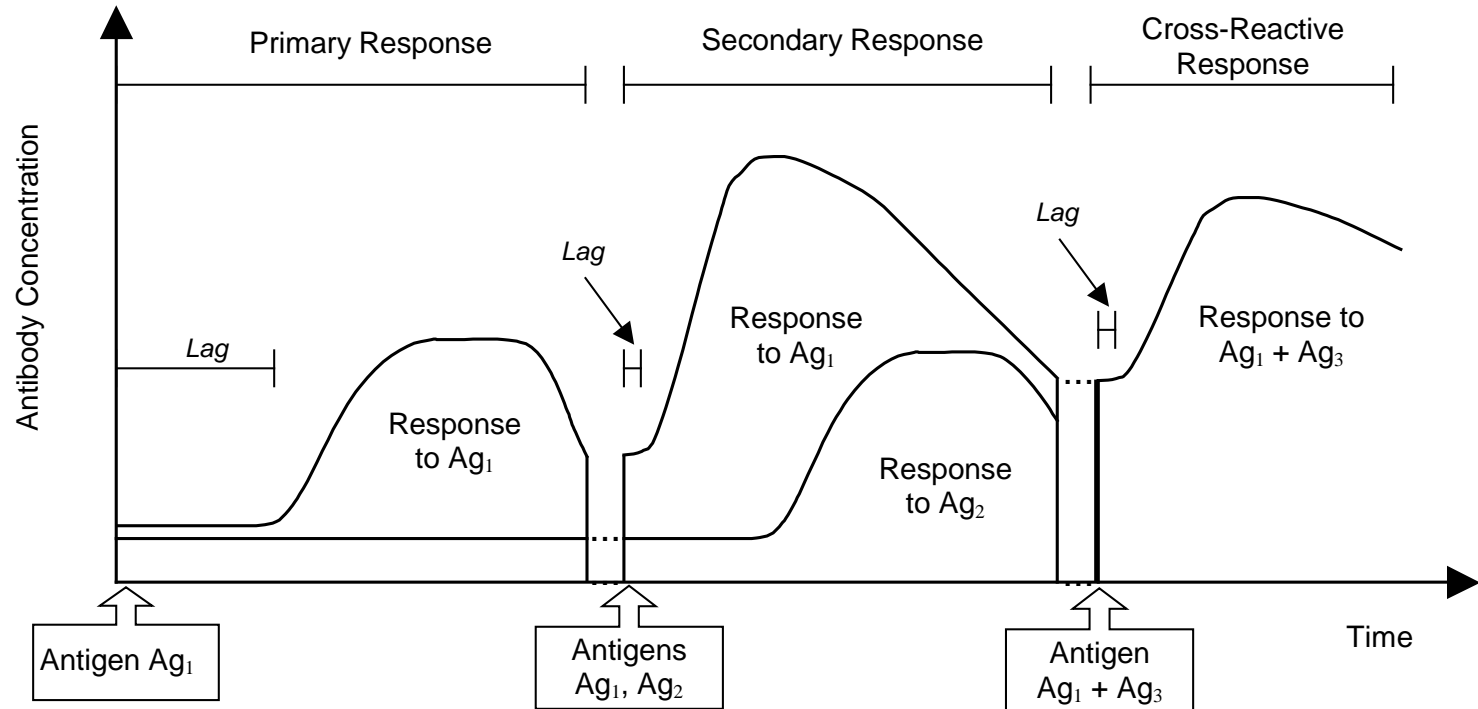 Primary Response
Secondary Response
Cross-Reactive
Response
Antibody Concentration
Lag
Lag
Lag
Response
to Ag₁
Response
to Ag₁
Response
to Ag₂
Response to
Ag₁ + Ag₃
Antigen Ag₁
Antigens
Ag₁, Ag₂
Antigen
Ag₁ + Ag₃
Time